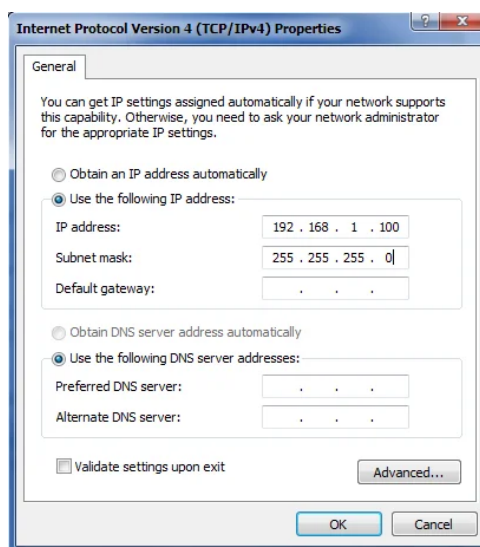 Internet Protocol Version 4 (TCP/IPv4) Properties
General
You can get IP settings assigned automatically if your network supports
this capability. Otherwise, you need to ask your network administrator
for the appropriate IP settings.
Obtain an IP address automatically
Use the following IP address:
IP address: 192 . 168 . 1 . 100
Subnet mask: 255 . 255 . 255 . 0
Default gateway: . . .
Obtain DNS server address automatically
Use the following DNS server addresses:
Preferred DNS server: . . .
Alternate DNS server: . . .
Validate settings upon exit
Advanced...
OK Cancel